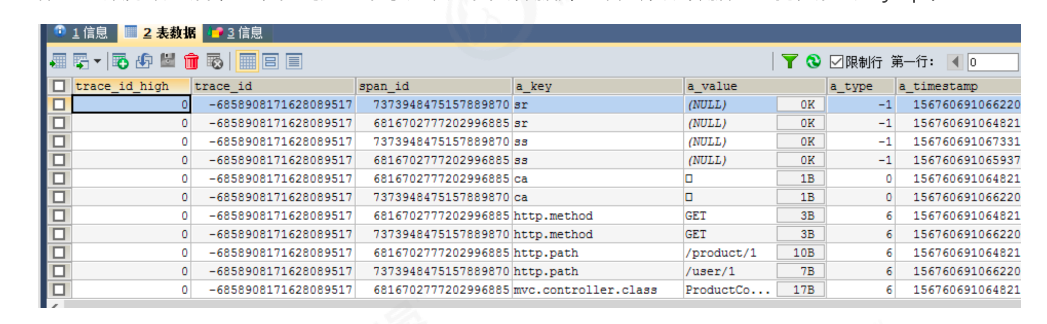 1 信息 2 表数据 3 信息
限制行 第一行: 0
trace_id_high trace_id span_id a_key a_value a_type a_timestamp
0 -6858908171628089517 7373948475157889870 sr (NULL) 0K -1 156760691066220
0 -6858908171628089517 6816702777202996885 sr (NULL) 0K -1 156760691064821
0 -6858908171628089517 7373948475157889870 ss (NULL) 0K -1 156760691067331
0 -6858908171628089517 6816702777202996885 ss (NULL) 0K -1 156760691065937
0 -6858908171628089517 6816702777202996885 ca □ 1B 0 156760691064821
0 -6858908171628089517 7373948475157889870 ca □ 1B 0 156760691066220
0 -6858908171628089517 6816702777202996885 http.method GET 3B 6 156760691064821
0 -6858908171628089517 7373948475157889870 http.method GET 3B 6 156760691066220
0 -6858908171628089517 6816702777202996885 http.path /product/1 10B 6 156760691064821
0 -6858908171628089517 7373948475157889870 http.path /user/1 7B 6 156760691066220
0 -6858908171628089517 6816702777202996885 mvc.controller.class ProductCo... 17B 6 156760691064821